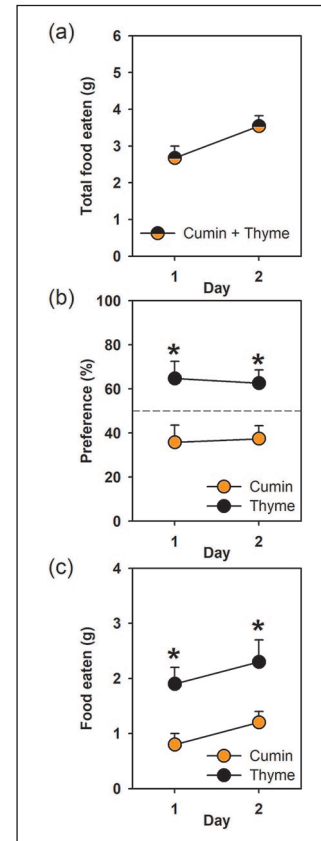 (a)
Total food eaten (g)
6
5
4
3
2
1
0
Cumin + Thyme
1
2
Day
(b)
Preference (%)
100
80
60
40
20
0
*
*
Cumin
Thyme
1
2
Day
(c)
Food eaten (g)
4
3
2
1
0
*
*
Cumin
Thyme
1
2
Day